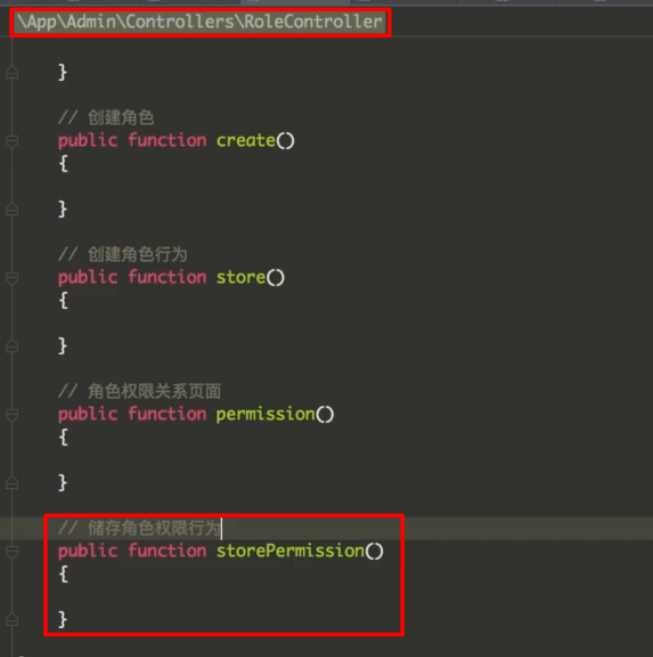 \App\Admin\Controllers\RoleController
}
// 创建角色
public function create()
{
}
// 创建角色行为
public function store()
{
}
// 角色权限关系页面
public function permission()
{
}
// 储存角色权限行为
public function storePermission()
{
}